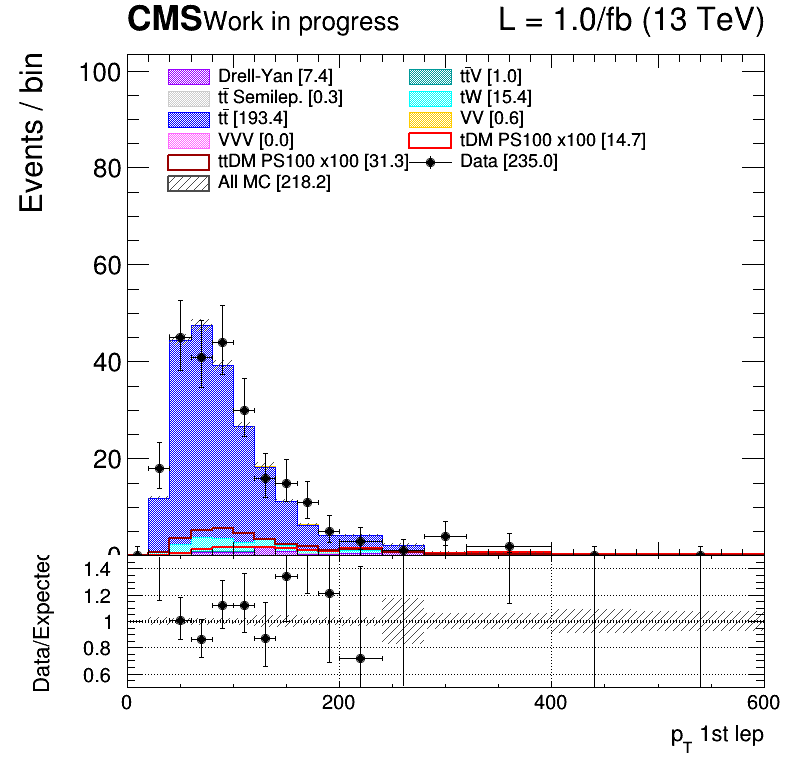 CMS Work in progress L = 1.0/fb (13 TeV)
Events / bin
100
80
60
40
20
0
Drell-Yan [7.4]
tt̄ Semilep. [0.3]
tt̄ [193.4]
VVV [0.0]
ttDM PS100 x100 [31.3]
All MC [218.2]
tt̄V [1.0]
tW [15.4]
VV [0.6]
tDM PS100 x100 [14.7]
Data [235.0]
Data/Expected
1.4
1.2
1
0.8
0.6
0 200 400 600
p_T 1st lep